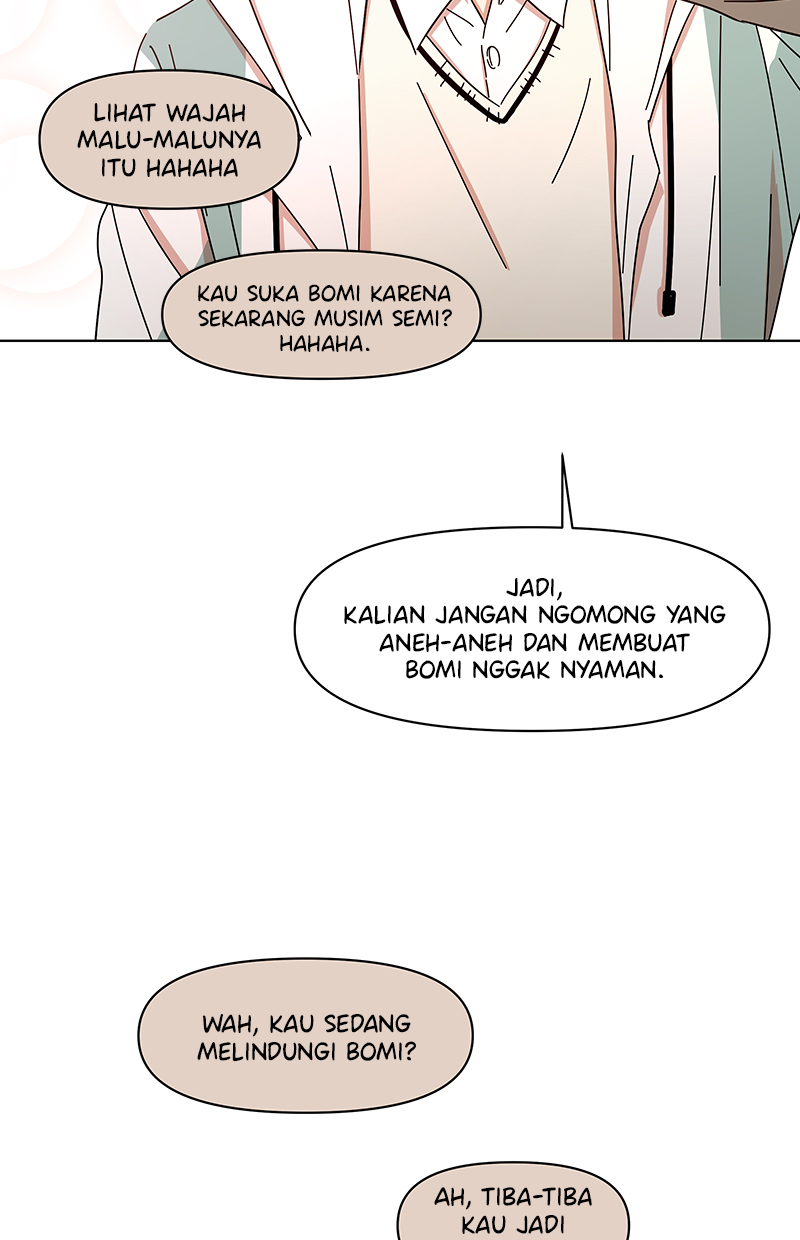 LIHAT WAJAH
MALU-MALUNYA
ITU HAHAHA
KAU SUKA BOMI KARENA
SEKARANG MUSIM SEMI?
HAHAHA.
JADI,
KALIAN JANGAN NGOMONG YANG
ANEH-ANEH DAN MEMBUAT
BOMI NGGAK NYAMAN.
WAH, KAU SEDANG
MELINDUNGI BOMI?
AH, TIBA-TIBA
KAU JADI